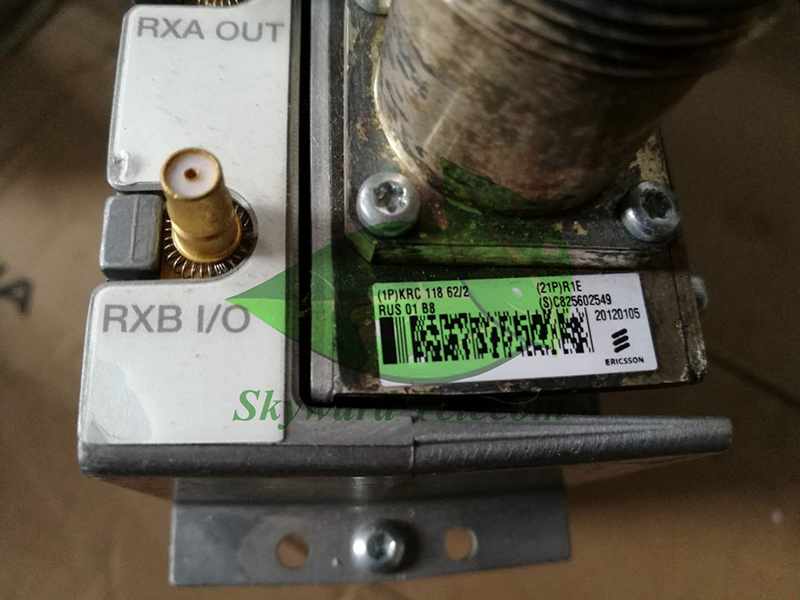 RXA OUT
RXB I/O
(1P)KRC 118 62/2
(21P)R1E
RUS 01 B8
(S)C825602549
20120105
ERICSSON
Skyward Telecom